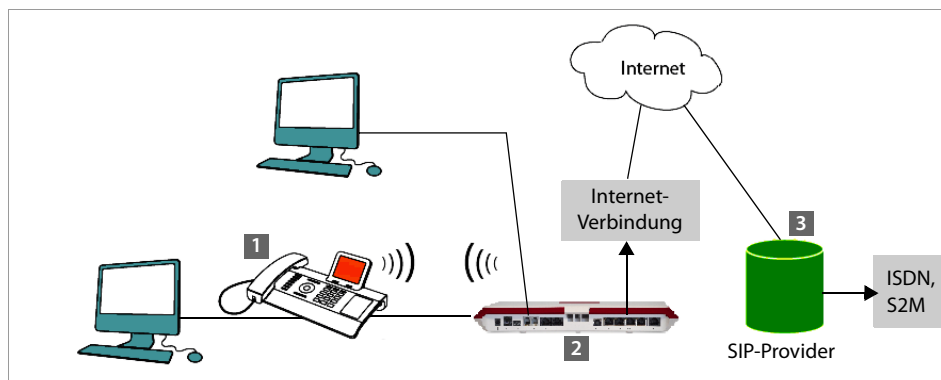 Internet
Internet-
Verbindung
1
3
ISDN,
S2M
2
SIP-Provider